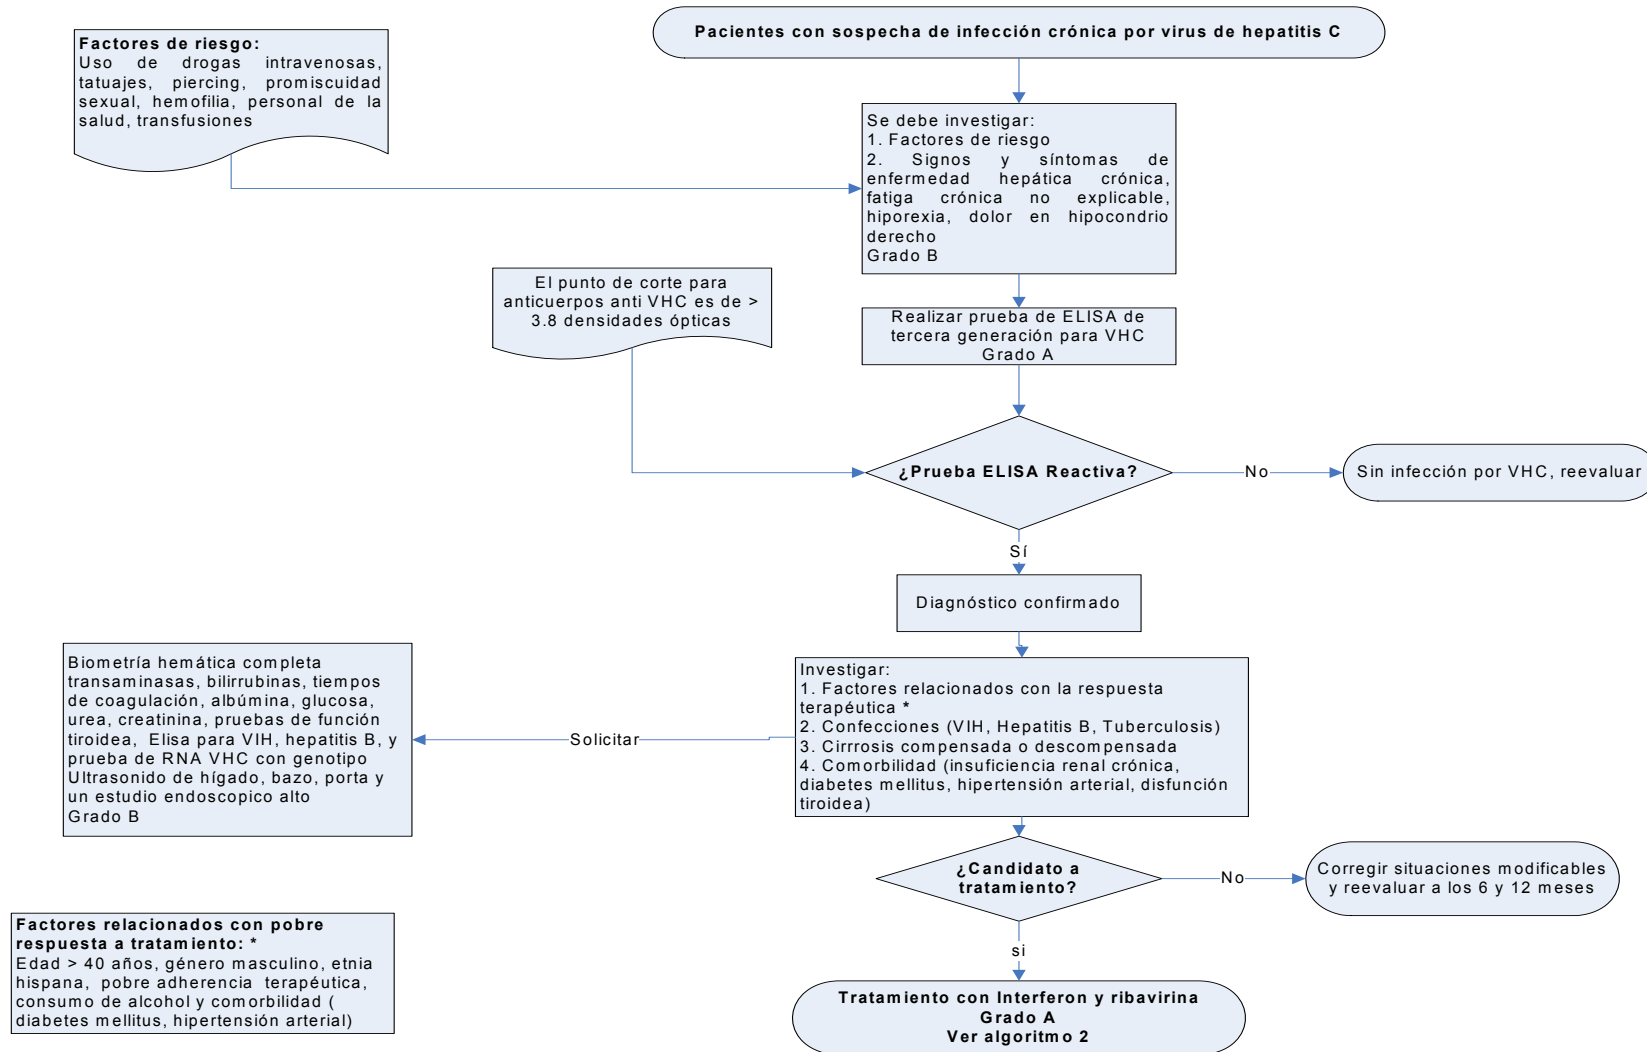 Pacientes con sospecha de infección crónica por virus de hepatitis C
Factores de riesgo:
Uso de drogas intravenosas,
tatuajes, piercing, promiscuidad
sexual, hemofilia, personal de la
salud, transfusiones
Se debe investigar:
1. Factores de riesgo
2. Signos y síntomas de
enfermedad hepática crónica,
fatiga crónica no explicable,
hiporexia, dolor en hipocondrio
derecho
Grado B
El punto de corte para
anticuerpos anti VHC es de >
3.8 densidades ópticas
Realizar prueba de ELISA de
tercera generación para VHC
Grado A
¿Prueba ELISA Reactiva?
No
Sin infección por VHC, reevaluar
Sí
Diagnóstico confirmado
Investigar:
1. Factores relacionados con la respuesta
terapéutica *
2. Confecciones (VIH, Hepatitis B, Tuberculosis)
3. Cirrrosis compensada o descompensada
4. Comorbilidad (insuficiencia renal crónica,
diabetes mellitus, hipertensión arterial, disfunción
tiroidea)
Solicitar
Biometría hemática completa
transaminasas, bilirrubinas, tiempos
de coagulación, albúmina, glucosa,
urea, creatinina, pruebas de función
tiroidea, Elisa para VIH, hepatitis B, y
prueba de RNA VHC con genotipo
Ultrasonido de hígado, bazo, porta y
un estudio endoscopico alto
Grado B
¿Candidato a
tratamiento?
No
Corregir situaciones modificables
y reevaluar a los 6 y 12 meses
si
Factores relacionados con pobre
respuesta a tratamiento: *
Edad > 40 años, género masculino, etnia
hispana, pobre adherencia terapéutica,
consumo de alcohol y comorbilidad (
diabetes mellitus, hipertensión arterial)
Tratamiento con Interferon y ribavirina
Grado A
Ver algoritmo 2